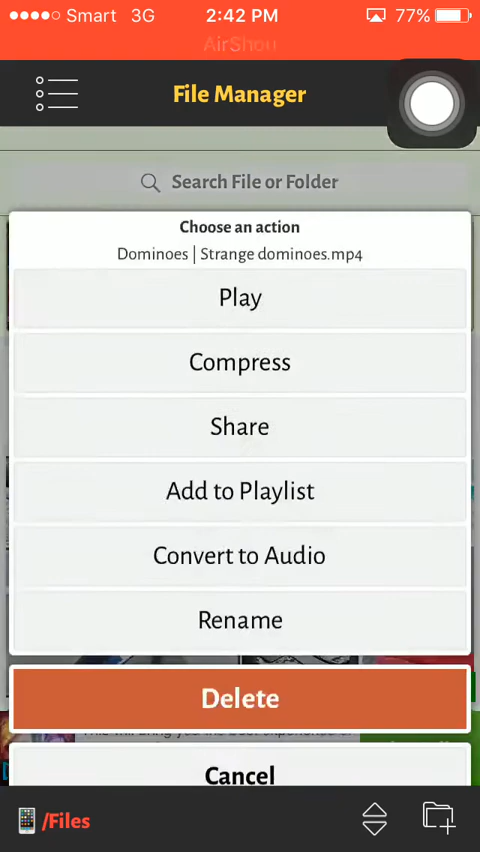 Smart 3G 2:42 PM 77%
AirShou
File Manager
Search File or Folder
Choose an action
Dominoes | Strange dominoes.mp4
Play
Compress
Share
Add to Playlist
Convert to Audio
Rename
Delete
Cancel
/Files